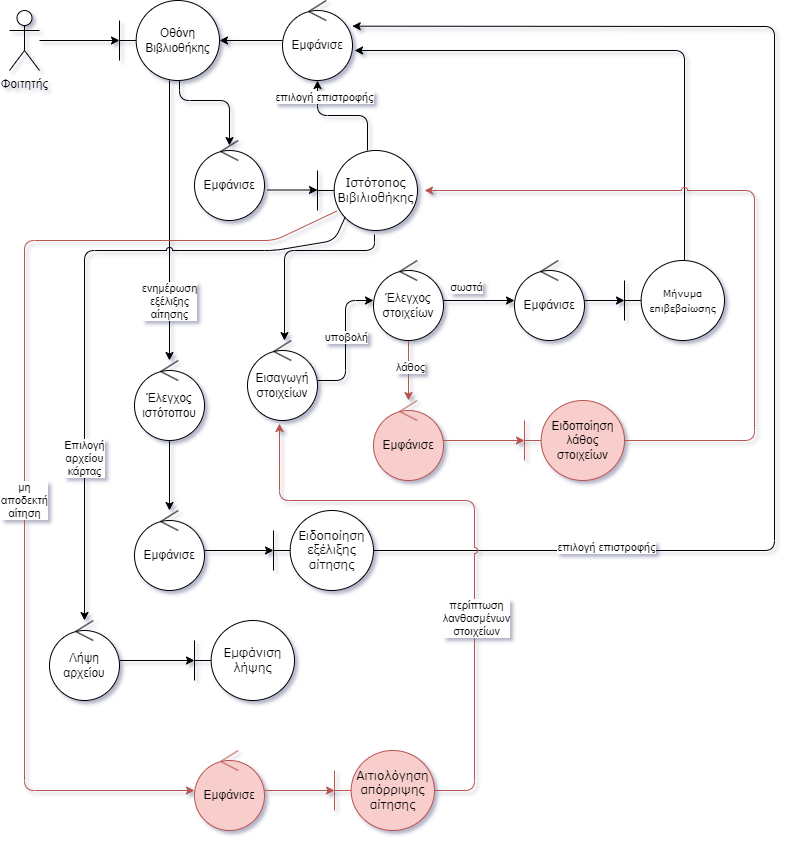 Φοιτητής
Οθόνη
Βιβλιοθήκης
Εμφάνισε
επιλογή επιστροφής
Εμφάνισε
Ιστότοπος
Βιβιλιοθήκης
ενημέρωση
εξέλιξης
αίτησης
Έλεγχος
στοιχείων
σωστά
Εμφάνισε
Μήνυμα
επιβεβαίωσης
υποβολή
λάθος
Εισαγωγή
στοιχείων
Έλεγχος
ιστότοπου
Εμφάνισε
Ειδοποίηση
λάθος
στοιχείων
Επιλογή
αρχείου
κάρτας
μη
αποδεκτή
αίτηση
Εμφάνισε
Ειδοποίηση
εξέλιξης
αίτησης
επιλογή επιστροφής
περίπτωση
λανθασμένων
στοιχείων
Λήψη
αρχείου
Εμφάνιση
λήψης
Εμφάνισε
Αιτιολόγηση
απόρριψης
αίτησης